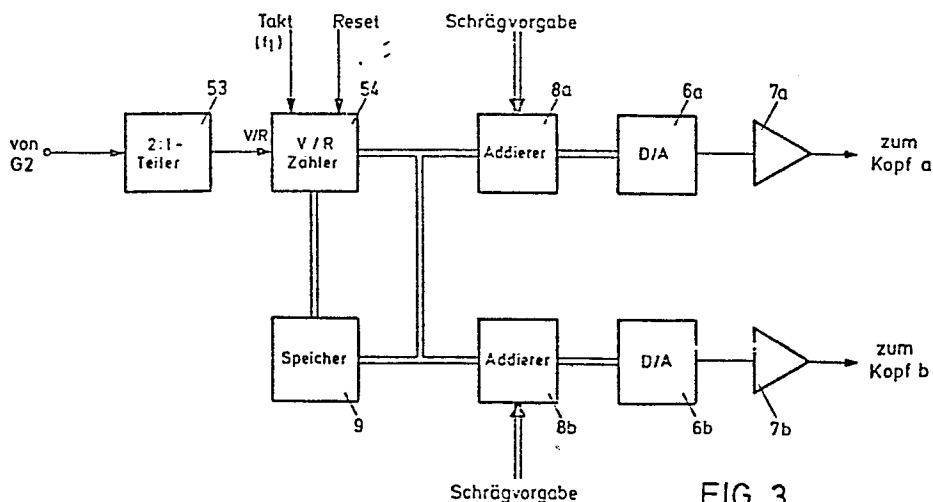 Takt
(f1)
Reset
Schrägvorgabe
53
54
8a
6a
7a
von
G2
2:1-
Teiler
V/R
V / R
Zähler
Addierer
D/A
zum
Kopf a
Speicher
Addierer
D/A
zum
Kopf b
9
8b
6b
7b
Schrägvorgabe
FIG. 3